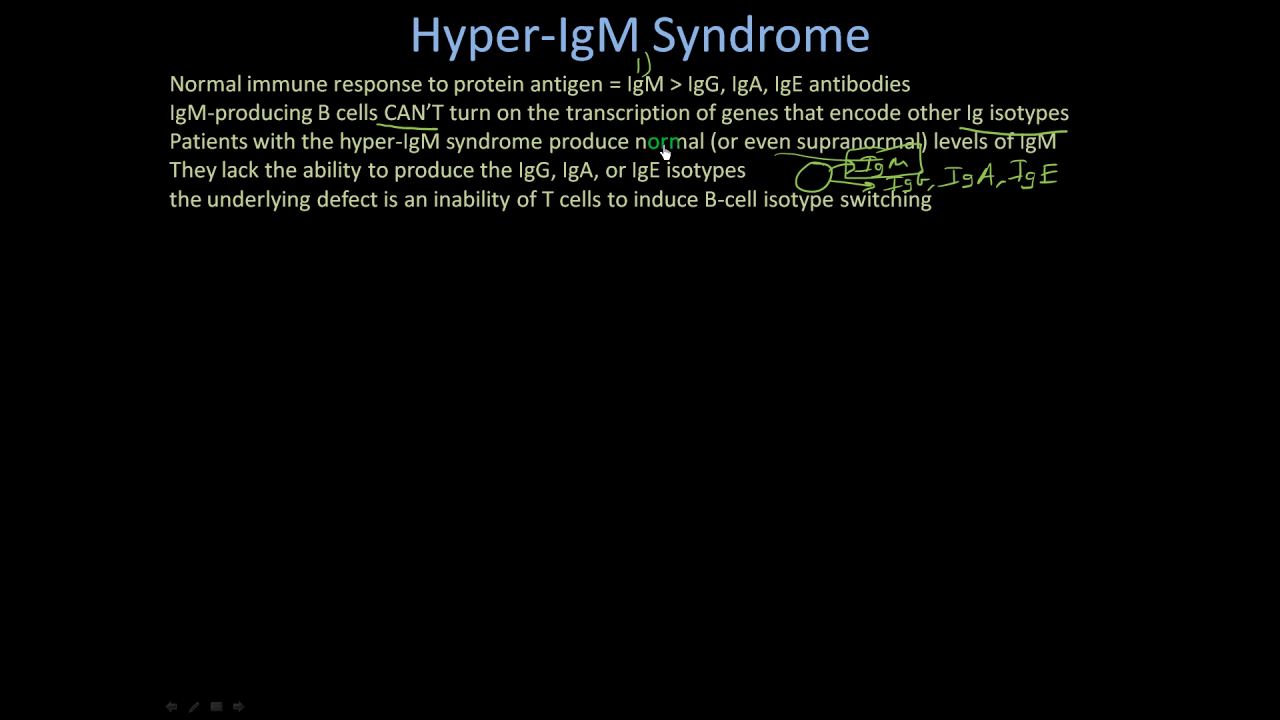 Hyper-IgM Syndrome
1)
Normal immune response to protein antigen = IgM > IgG, IgA, IgE antibodies
IgM-producing B cells CAN'T turn on the transcription of genes that encode other Ig isotypes
Patients with the hyper-IgM syndrome produce normal (or even supranormal) levels of IgM
They lack the ability to produce the IgG, IgA, or IgE isotypes
IgM
IgG, IgA, IgE
the underlying defect is an inability of T cells to induce B-cell isotype switching